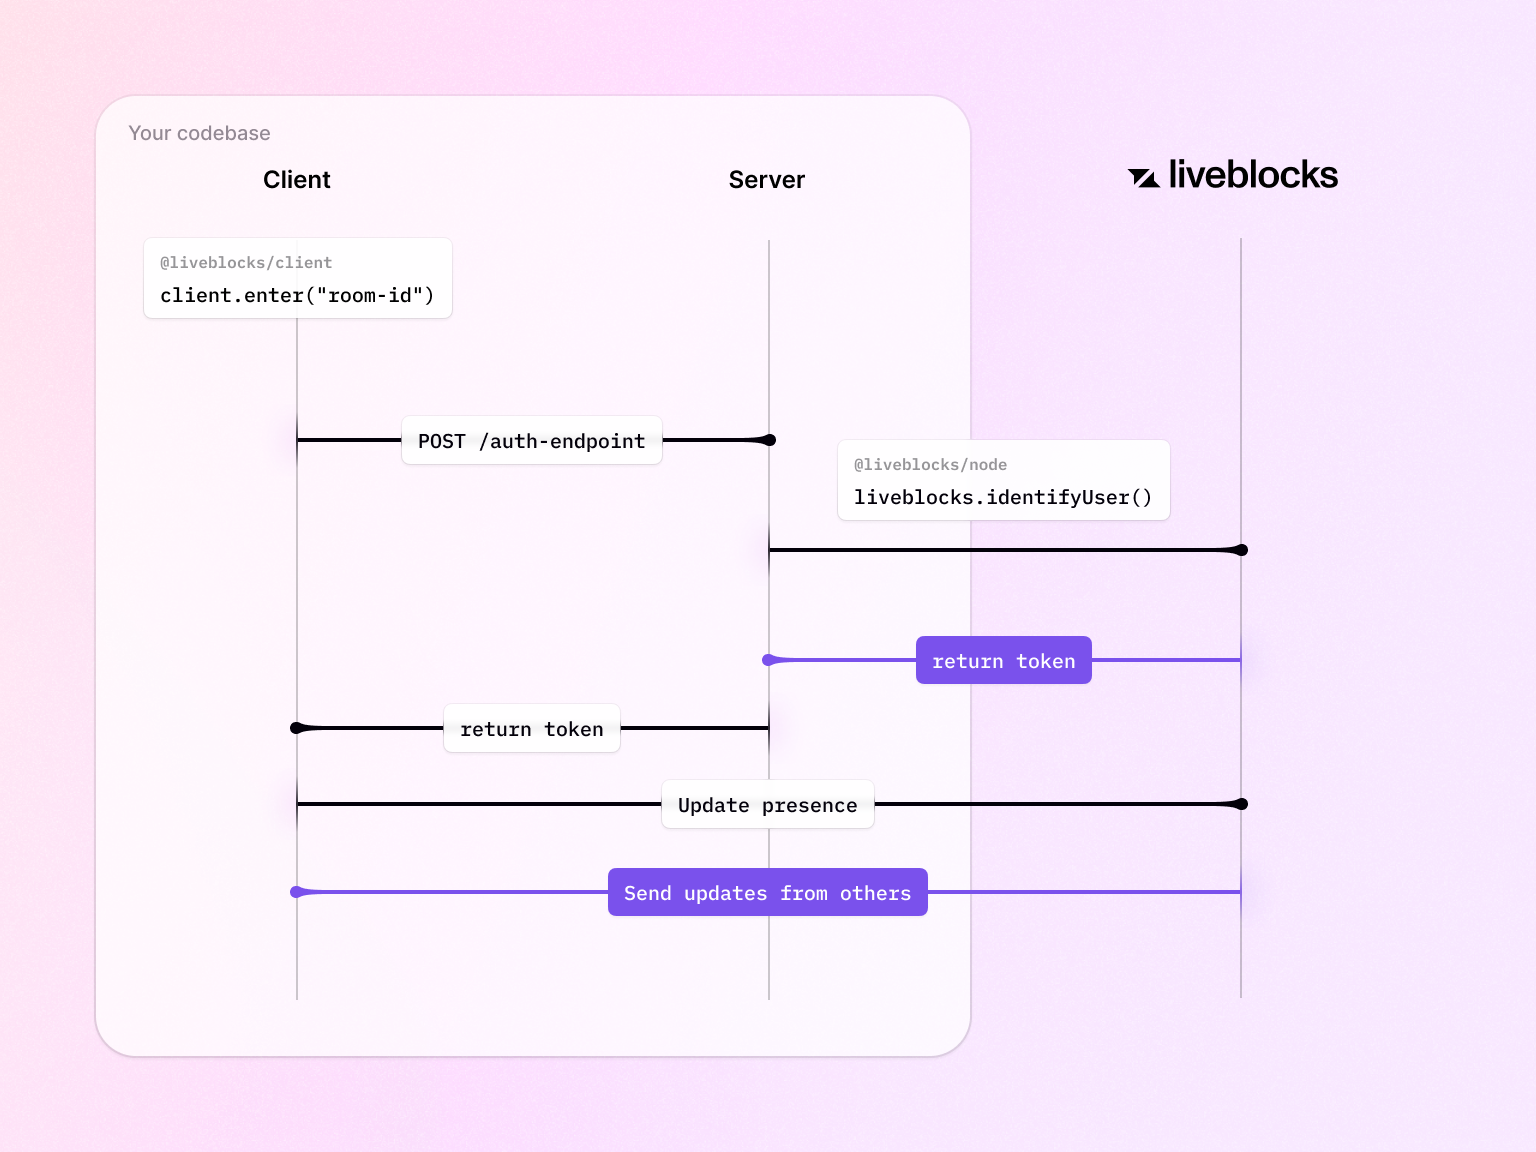 Your codebase
Client
Server
liveblocks
@liveblocks/client
client.enter("room-id")
POST /auth-endpoint
@liveblocks/node
liveblocks.identifyUser()
return token
return token
Update presence
Send updates from others